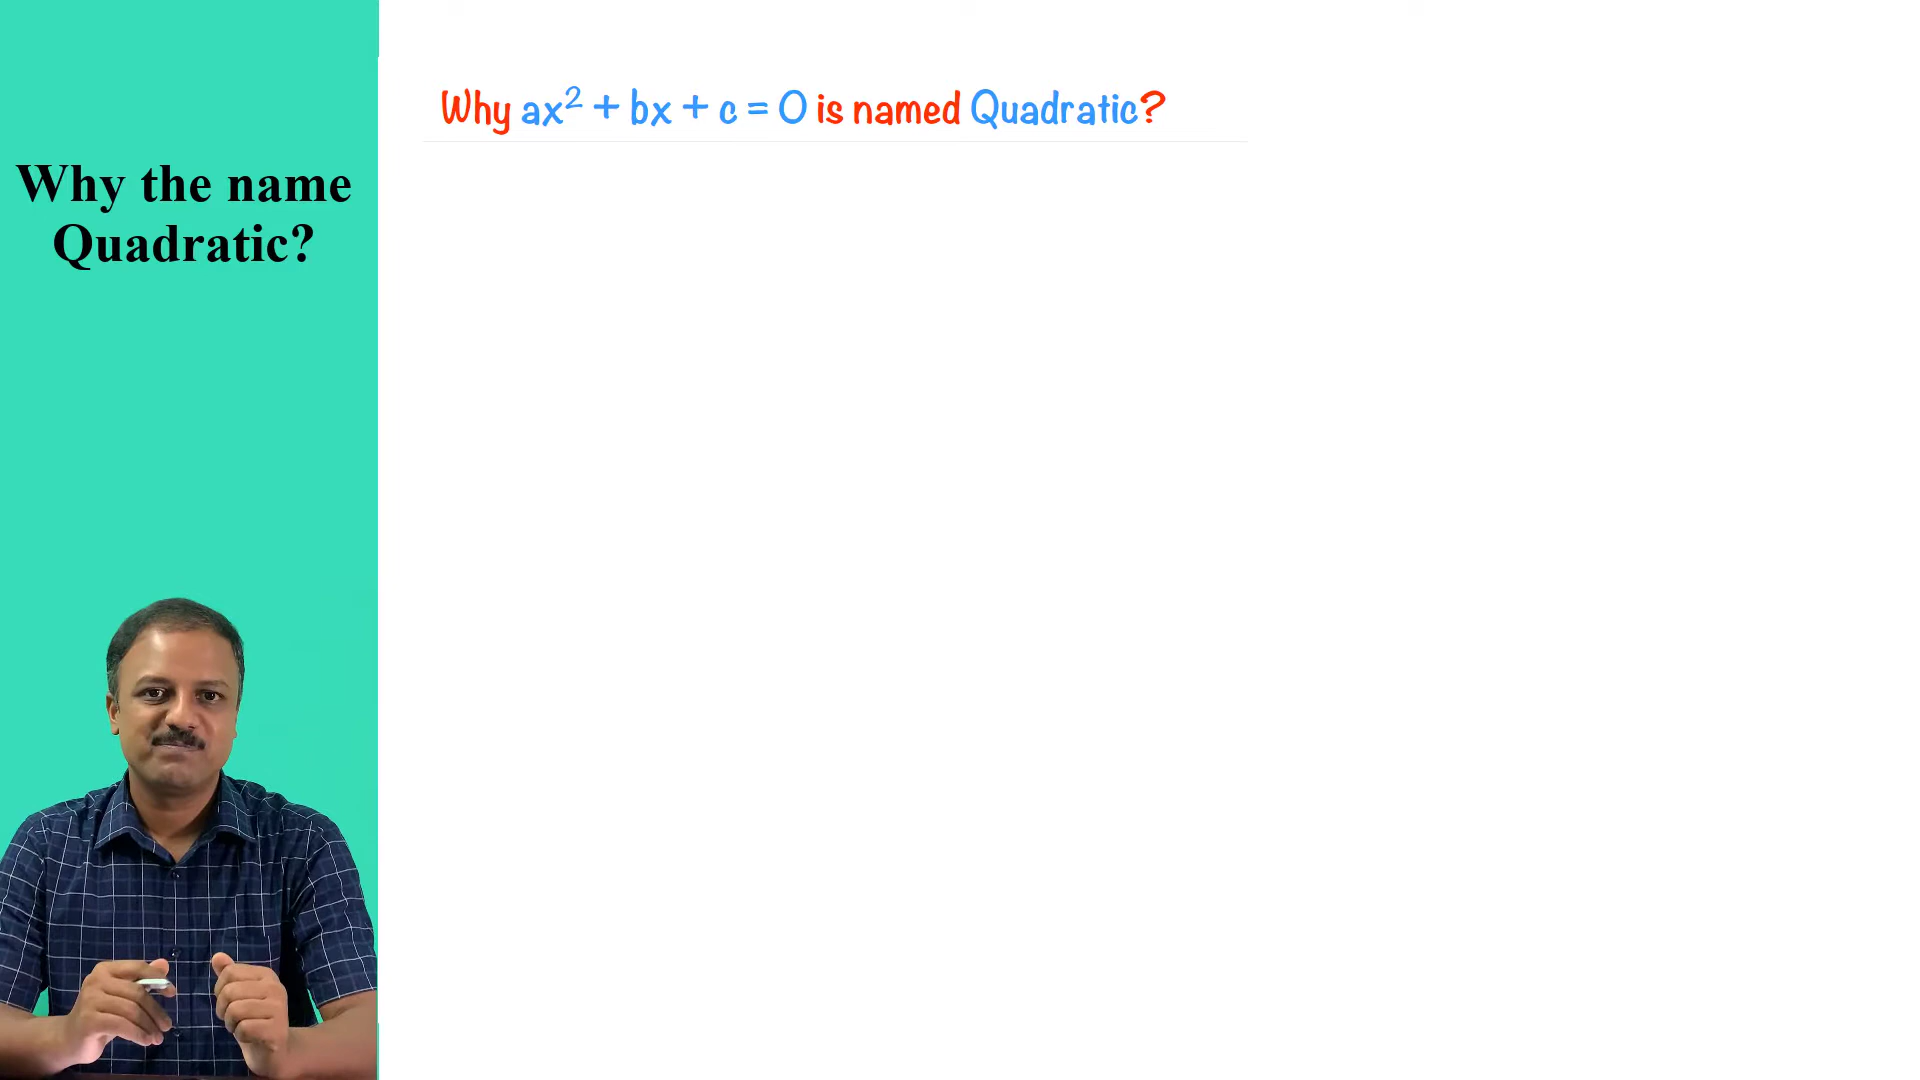 Why ax² + bx + c = 0 is named Quadratic?
Why the name
Quadratic?